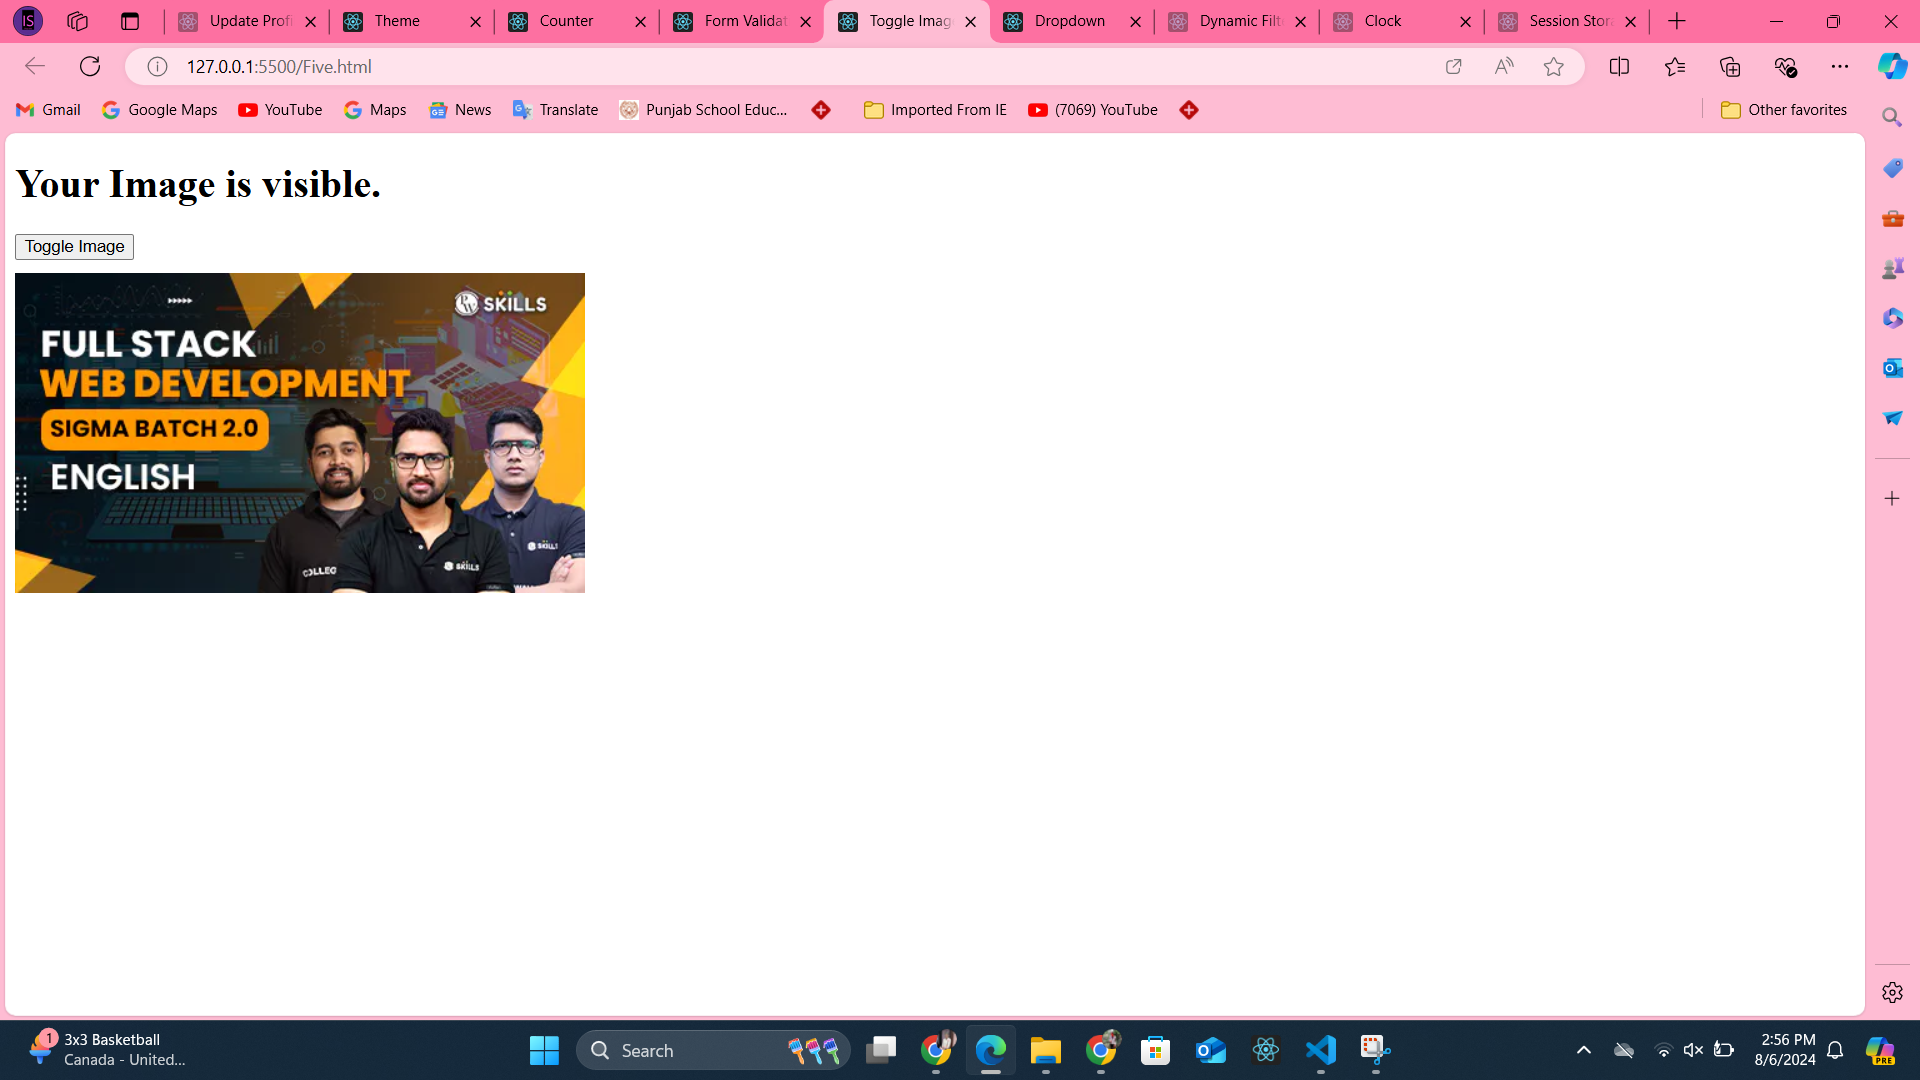 Update Profi
Theme
Counter
Form Validat
Toggle Imag
Dropdown
Dynamic Filt
Clock
Session Stor
127.0.0.1:5500/Five.html
Gmail
Google Maps
YouTube
Maps
News
Translate
Punjab School Educ...
Imported From IE
(7069) YouTube
Other favorites
Your Image is visible.
Toggle Image
PW SKILLS
FULL STACK
WEB DEVELOPMENT
SIGMA BATCH 2.0
ENGLISH
SKILLS
COLLEG
SKILLS
1
3x3 Basketball
Canada - United...
Search
2:56 PM
8/6/2024
PRE